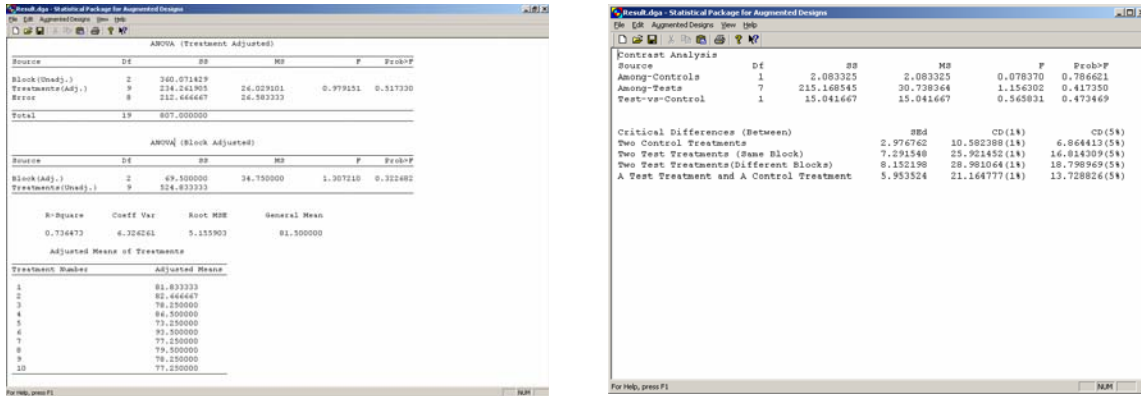 Result.dga - Statistical Package for Augmented Designs
File Edit Augmented Designs View Help
ANOVA (Treatment Adjusted)
Source Df SS MS F Prob>F
Block(Unadj.) 2 360.071429
Treatments(Adj.) 9 234.261905 26.029101 0.979151 0.517330
Error 8 212.666667 26.583333
Total 19 807.000000
ANOVA (Block Adjusted)
Source Df SS MS F Prob>F
Block(Adj.) 2 69.500000 34.750000 1.307210 0.322682
Treatments(Unadj.) 9 524.833333
R-Square Coeff Var Root MSE General Mean
0.736473 6.326261 5.155903 81.500000
Adjusted Means of Treatments
Treatment Number Adjusted Means
1 81.833333
2 82.666667
3 78.250000
4 86.500000
5 73.250000
6 93.500000
7 77.250000
8 79.500000
9 78.250000
10 77.250000
For Help, press F1 NUM
Result.dga - Statistical Package for Augmented Designs
File Edit Augmented Designs View Help
Contrast Analysis
Source Df SS MS F Prob>F
Among-Controls 1 2.083325 2.083325 0.078370 0.786621
Among-Tests 7 215.168545 30.738364 1.156302 0.417350
Test-vs-Control 1 15.041667 15.041667 0.565831 0.473469
Critical Differences (Between) SEd CD(1%) CD(5%)
Two Control Treatments 2.976762 10.582388(1%) 6.864413(5%)
Two Test Treatments (Same Block) 7.291548 25.921452(1%) 16.814309(5%)
Two Test Treatments(Different Blocks) 8.152198 28.981064(1%) 18.798969(5%)
A Test Treatment and A Control Treatment 5.953524 21.164777(1%) 13.728826(5%)
For Help, press F1 NUM